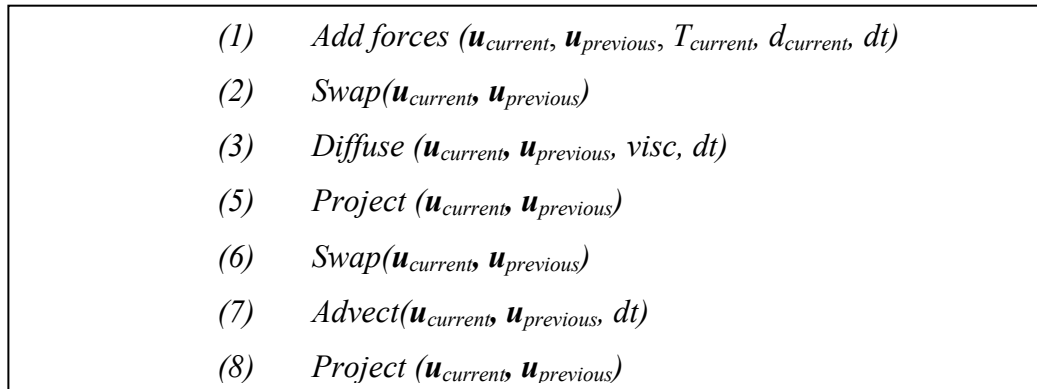 (1) Add forces (u_current, u_previous, T_current, d_current, dt)
(2) Swap(u_current, u_previous)
(3) Diffuse (u_current, u_previous, visc, dt)
(5) Project (u_current, u_previous)
(6) Swap(u_current, u_previous)
(7) Advect(u_current, u_previous, dt)
(8) Project (u_current, u_previous)